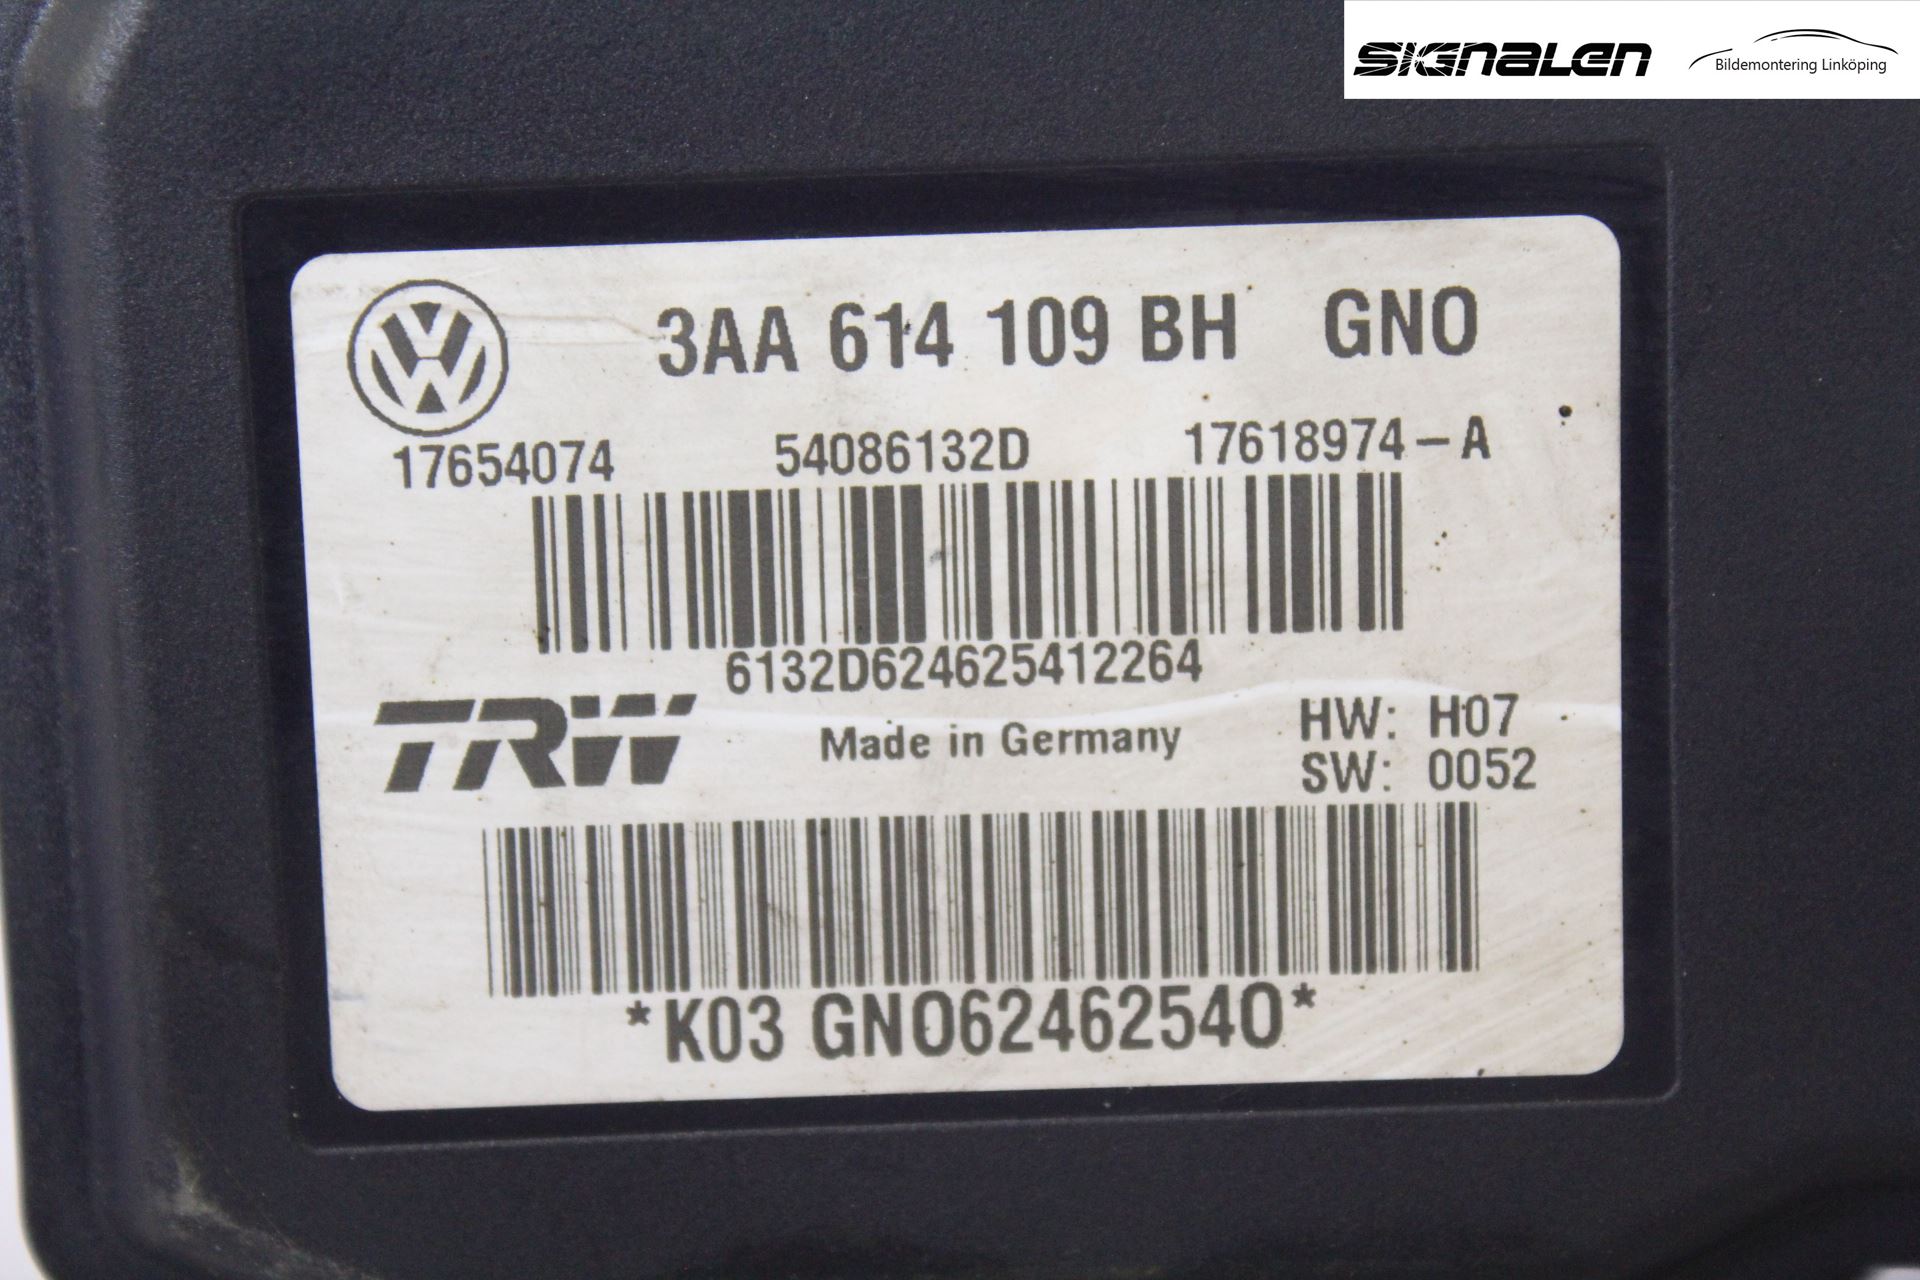 SIGNALEN Bildemontering Linköping
3AA 614 109 BH GNO
17654074 54086132D 17618974-A
6132D624625412264
TRW Made in Germany HW: H07
SW: 0052
*K03 GNO62462540*